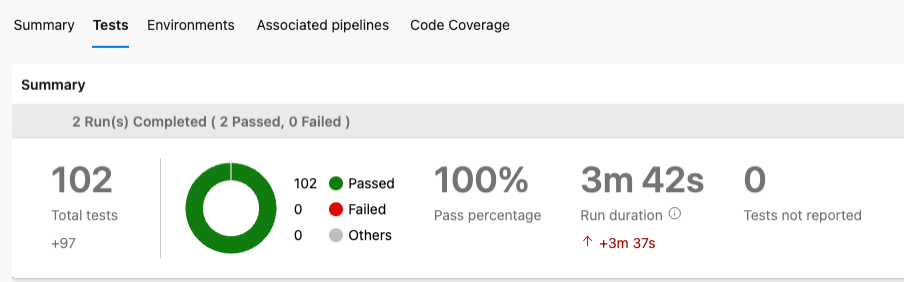 Summary Tests Environments Associated pipelines Code Coverage
Summary
2 Run(s) Completed ( 2 Passed, 0 Failed )
102
Total tests
+97
102 Passed
0 Failed
0 Others
100%
Pass percentage
3m 42s
Run duration
↑ +3m 37s
0
Tests not reported